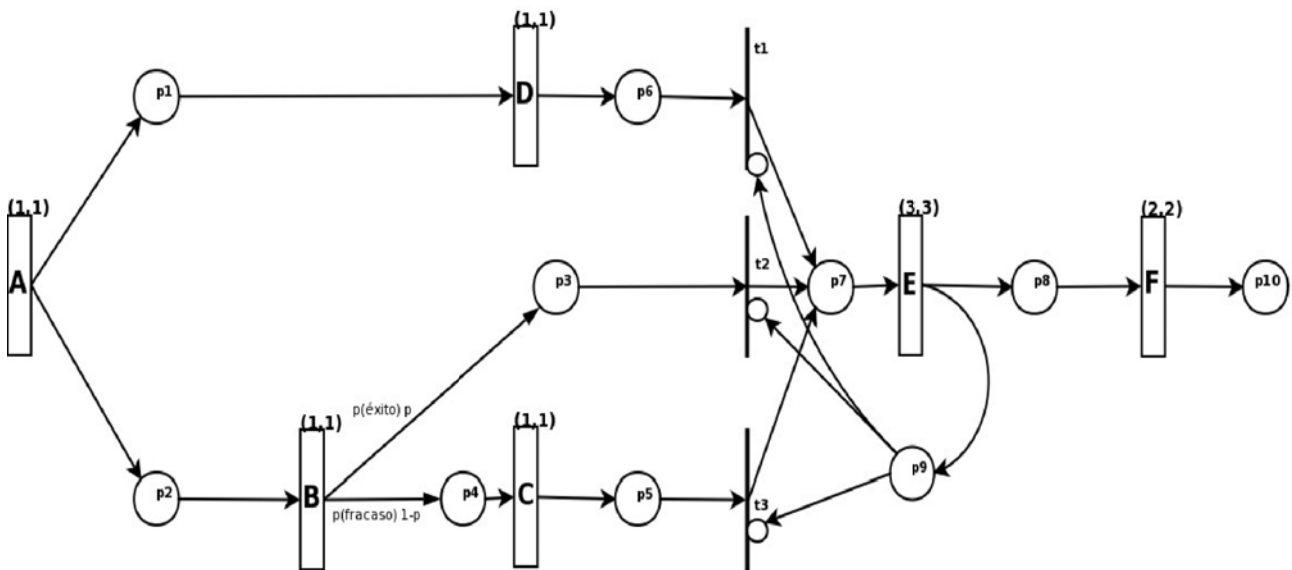 (1,1)
t1
p1
D
p6
(1,1)
(3,3)
(2,2)
A
t2
p3
p7
E
p8
F
p10
p(éxito) p
(1,1)
(1,1)
p9
p2
B
p4
C
p5
p(fracaso) 1-p
t3